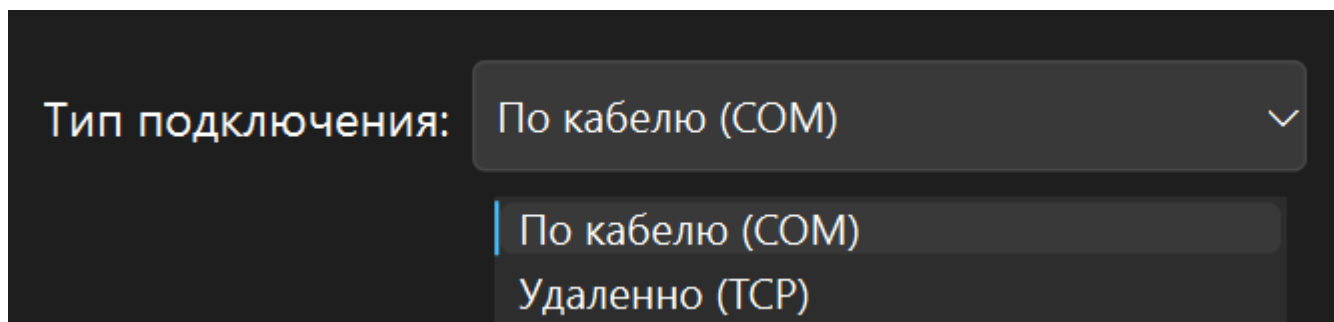 Тип подключения: По кабелю (COM)
По кабелю (COM)
Удаленно (TCP)